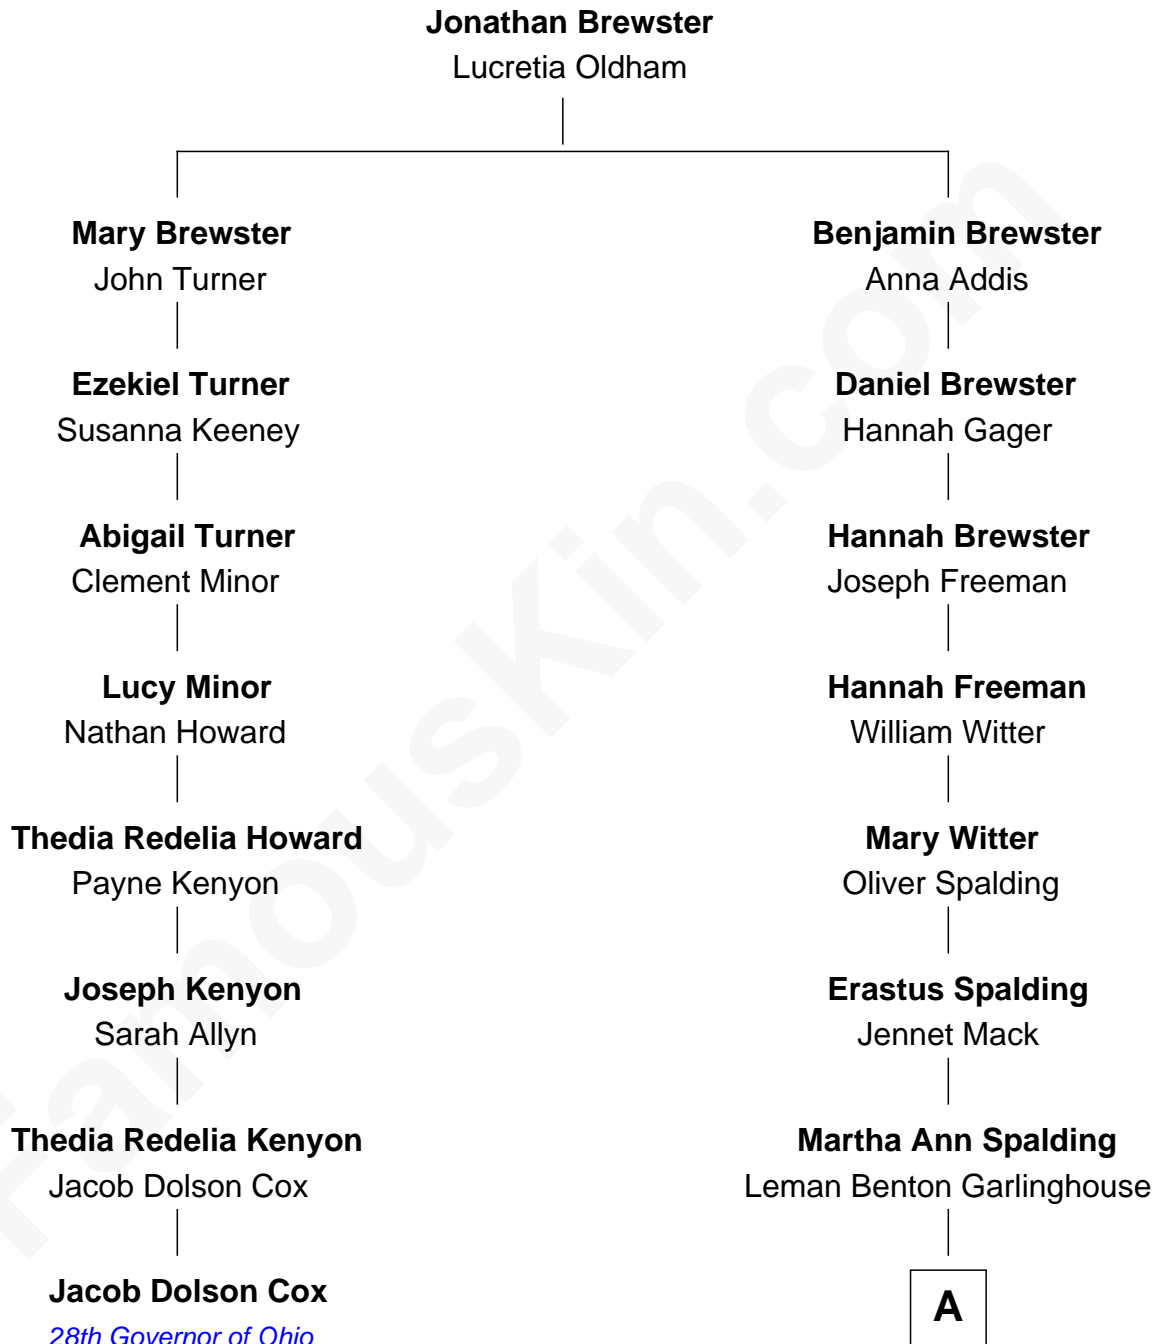 Jonathan Brewster
Lucretia Oldham
Mary Brewster
John Turner
Benjamin Brewster
Anna Addis
Ezekiel Turner
Susanna Keeney
Daniel Brewster
Hannah Gager
Abigail Turner
Clement Minor
Hannah Brewster
Joseph Freeman
Lucy Minor
Nathan Howard
Hannah Freeman
William Witter
Thedia Redelia Howard
Payne Kenyon
Mary Witter
Oliver Spalding
Joseph Kenyon
Sarah Allyn
Erastus Spalding
Jennet Mack
Thedia Redelia Kenyon
Jacob Dolson Cox
Martha Ann Spalding
Leman Benton Garlinghouse
Jacob Dolson Cox
28th Governor of Ohio
A
FamousKin.com